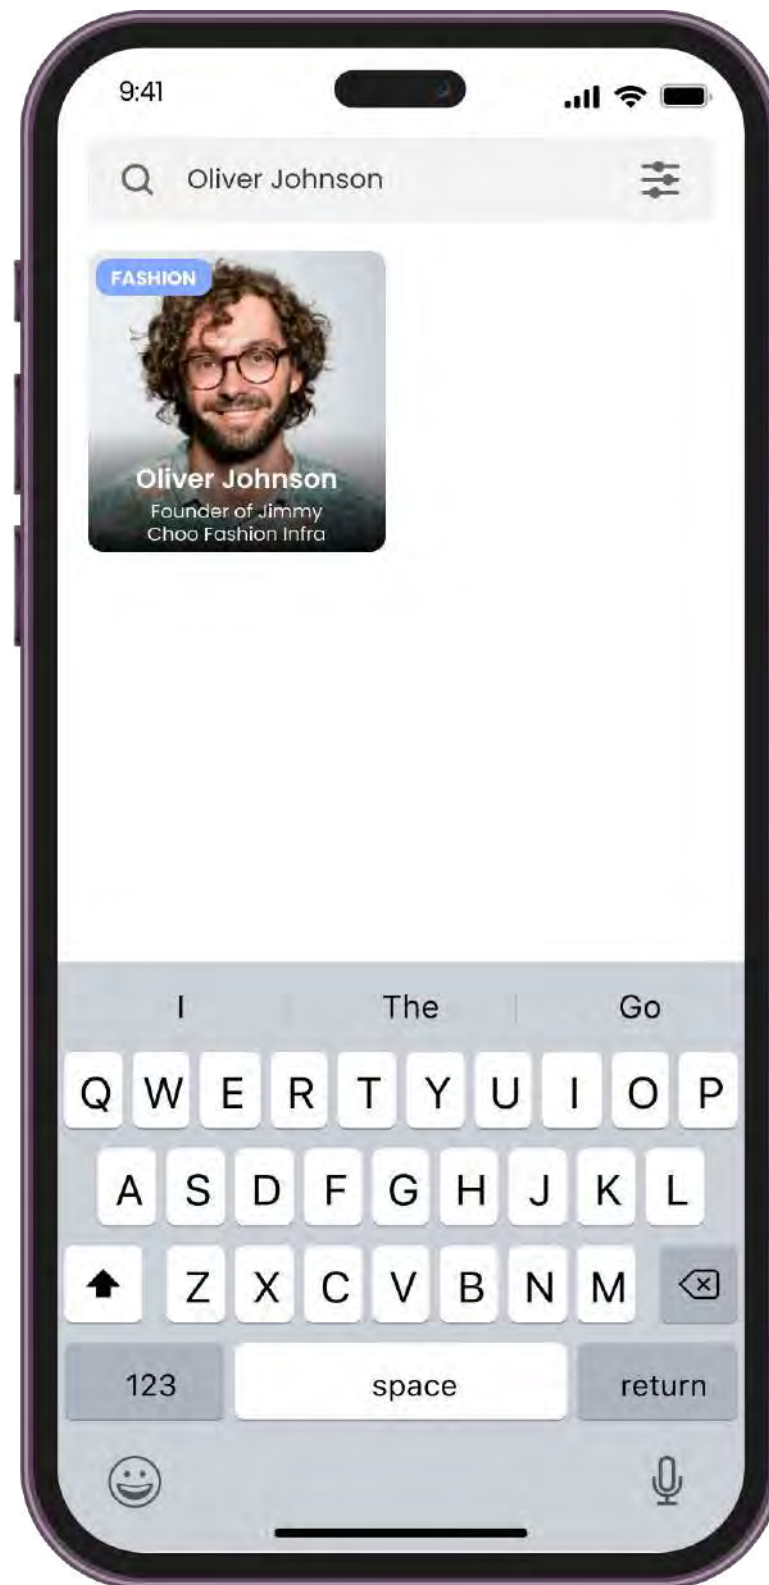 9:41
Oliver Johnson
FASHION
Oliver Johnson
Founder of Jimmy
Choo Fashion Infra
I The Go
Q W E R T Y U I O P
A S D F G H J K L
Z X C V B N M
123 space return